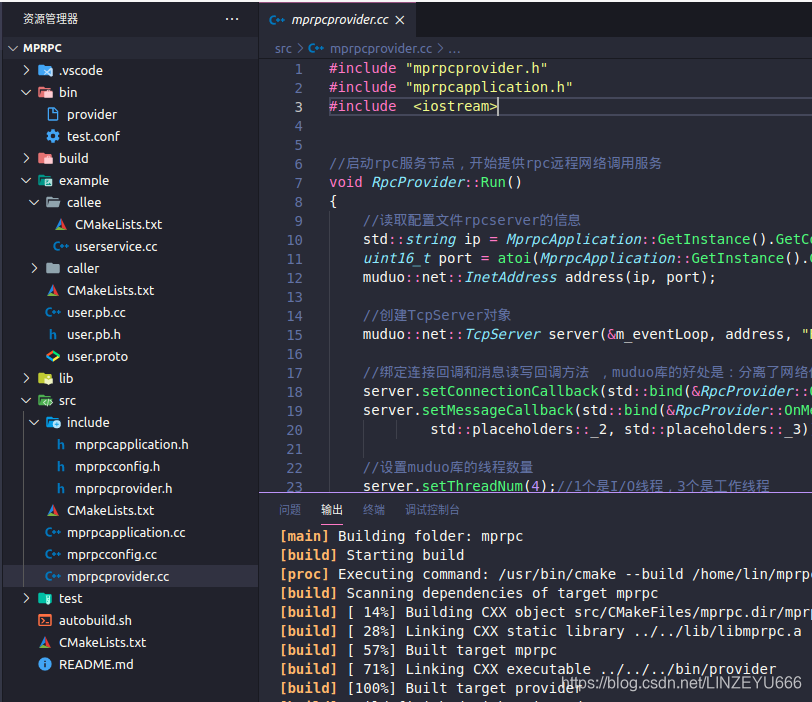 资源管理器
MPRPC
.vscode
bin
provider
test.conf
build
example
callee
CMakeLists.txt
userservice.cc
caller
CMakeLists.txt
user.pb.cc
user.pb.h
user.proto
lib
src
include
mprpcapplication.h
mprpcconfig.h
mprpcprovider.h
CMakeLists.txt
mprpcapplication.cc
mprpcconfig.cc
mprpcprovider.cc
test
autobuild.sh
CMakeLists.txt
README.md
mprpcprovider.cc ×
src > mprpcprovider.cc > ...
1 #include "mprpcprovider.h"
2 #include "mprpcapplication.h"
3 #include  <iostream>
4
5
6 //启动rpc服务节点，开始提供rpc远程网络调用服务
7 void RpcProvider::Run()
8 {
9 //读取配置文件rpcserver的信息
10 std::string ip = MprpcApplication::GetInstance().GetCo
11 uint16_t port = atoi(MprpcApplication::GetInstance().
12 muduo::net::InetAddress address(ip, port);
13
14 //创建TcpServer对象
15 muduo::net::TcpServer server(&m_eventLoop, address, "
16
17 //绑定连接回调和消息读写回调方法 ，muduo库的好处是：分离了网络
18 server.setConnectionCallback(std::bind(&RpcProvider::
19 server.setMessageCallback(std::bind(&RpcProvider::OnM
20 std::placeholders::_2, std::placeholders::_3)
21
22 //设置muduo库的线程数量
23 server.setThreadNum(4);//1个是I/O线程，3个是工作线程
问题 输出 终端 调试控制台
[main] Building folder: mprpc
[build] Starting build
[proc] Executing command: /usr/bin/cmake --build /home/lin/mprp
[build] Scanning dependencies of target mprpc
[build] [ 14%] Building CXX object src/CMakeFiles/mprpc.dir/mpr
[build] [ 28%] Linking CXX static library ../../lib/libmprpc.a
[build] [ 57%] Built target mprpc
[build] [ 71%] Linking CXX executable ../../../bin/provider
[build] [100%] Built target provider
https://blog.csdn.net/LINZEYU666